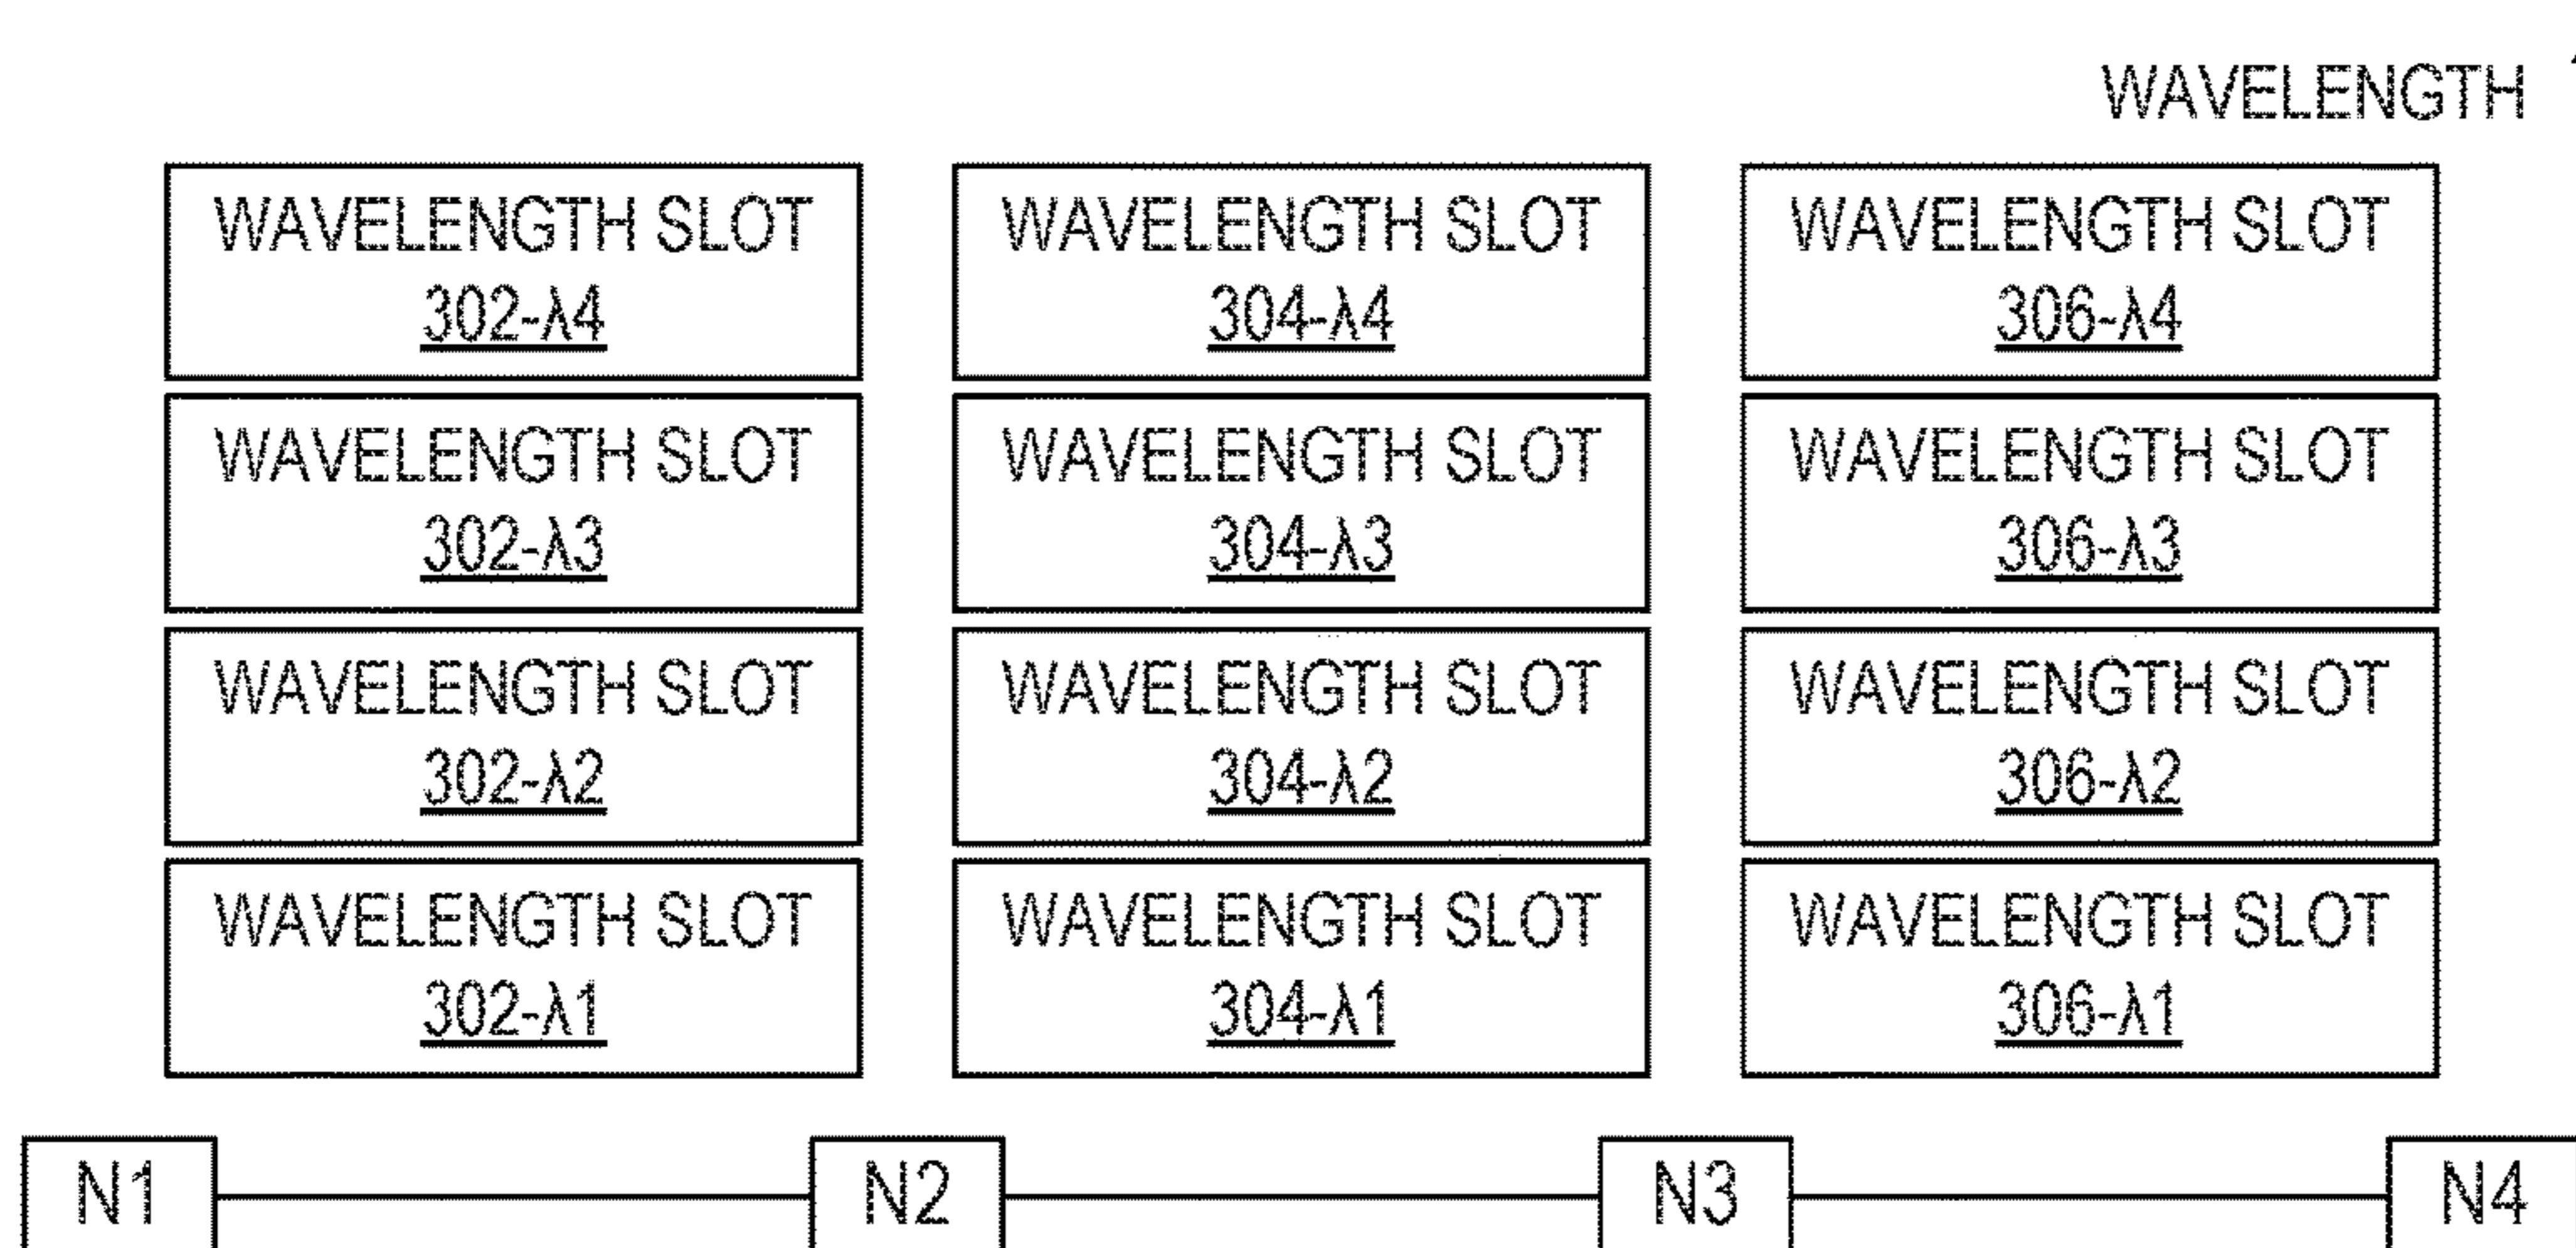 WAVELENGTH
WAVELENGTH SLOT WAVELENGTH SLOT WAVELENGTH SLOT
302-λ4 304-λ4 306-λ4
WAVELENGTH SLOT WAVELENGTH SLOT WAVELENGTH SLOT
302-λ3 304-λ3 306-λ3
WAVELENGTH SLOT WAVELENGTH SLOT WAVELENGTH SLOT
302-λ2 304-λ2 306-λ2
WAVELENGTH SLOT WAVELENGTH SLOT WAVELENGTH SLOT
302-λ1 304-λ1 306-λ1
N1 N2 N3 N4